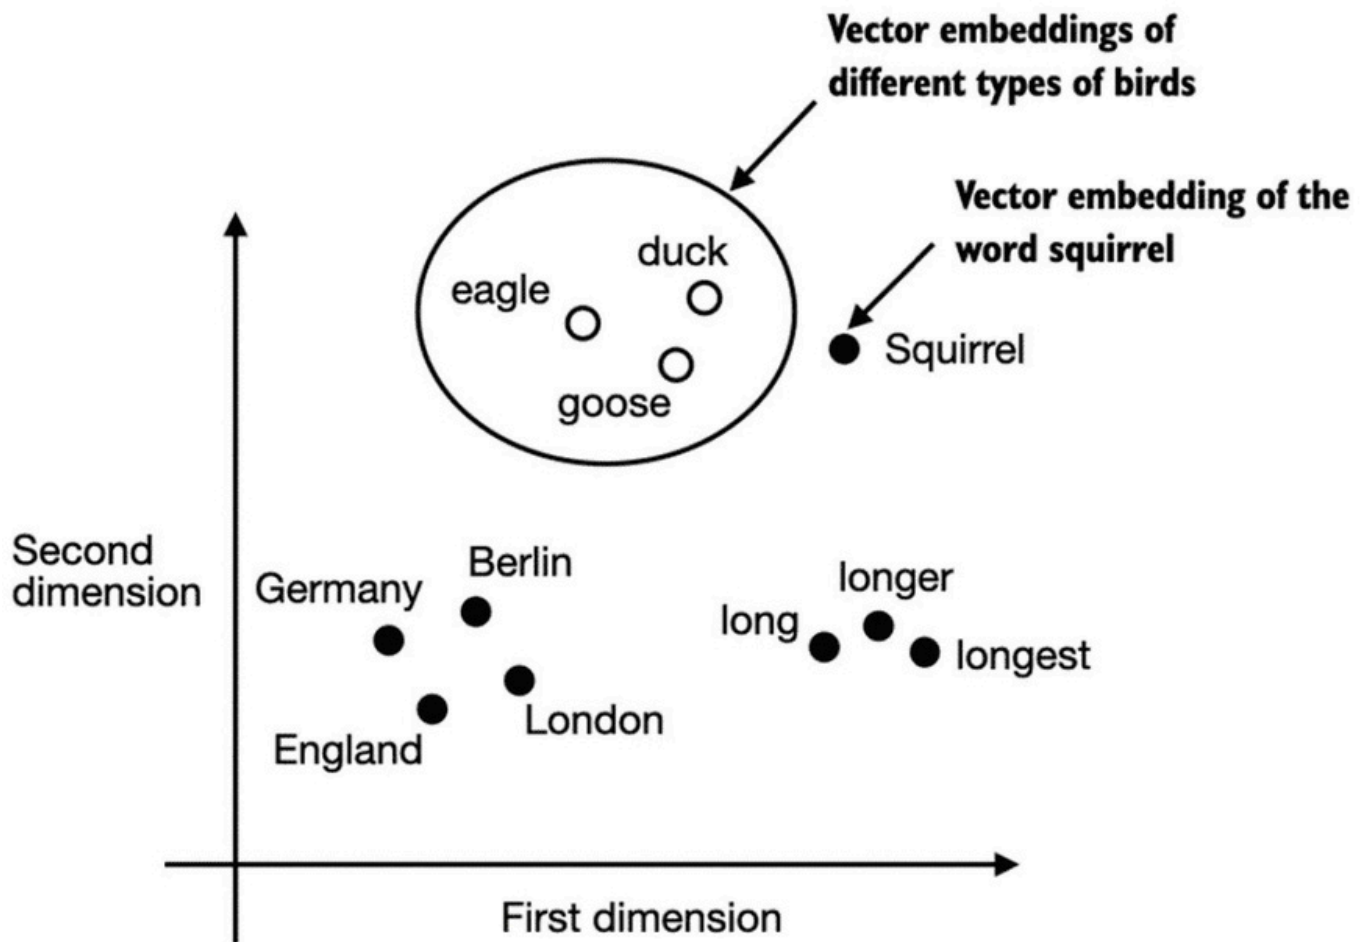 Vector embeddings of
different types of birds
Vector embedding of the
word squirrel
duck
eagle
Squirrel
goose
Second
dimension
Berlin
Germany
longer
long
longest
London
England
First dimension